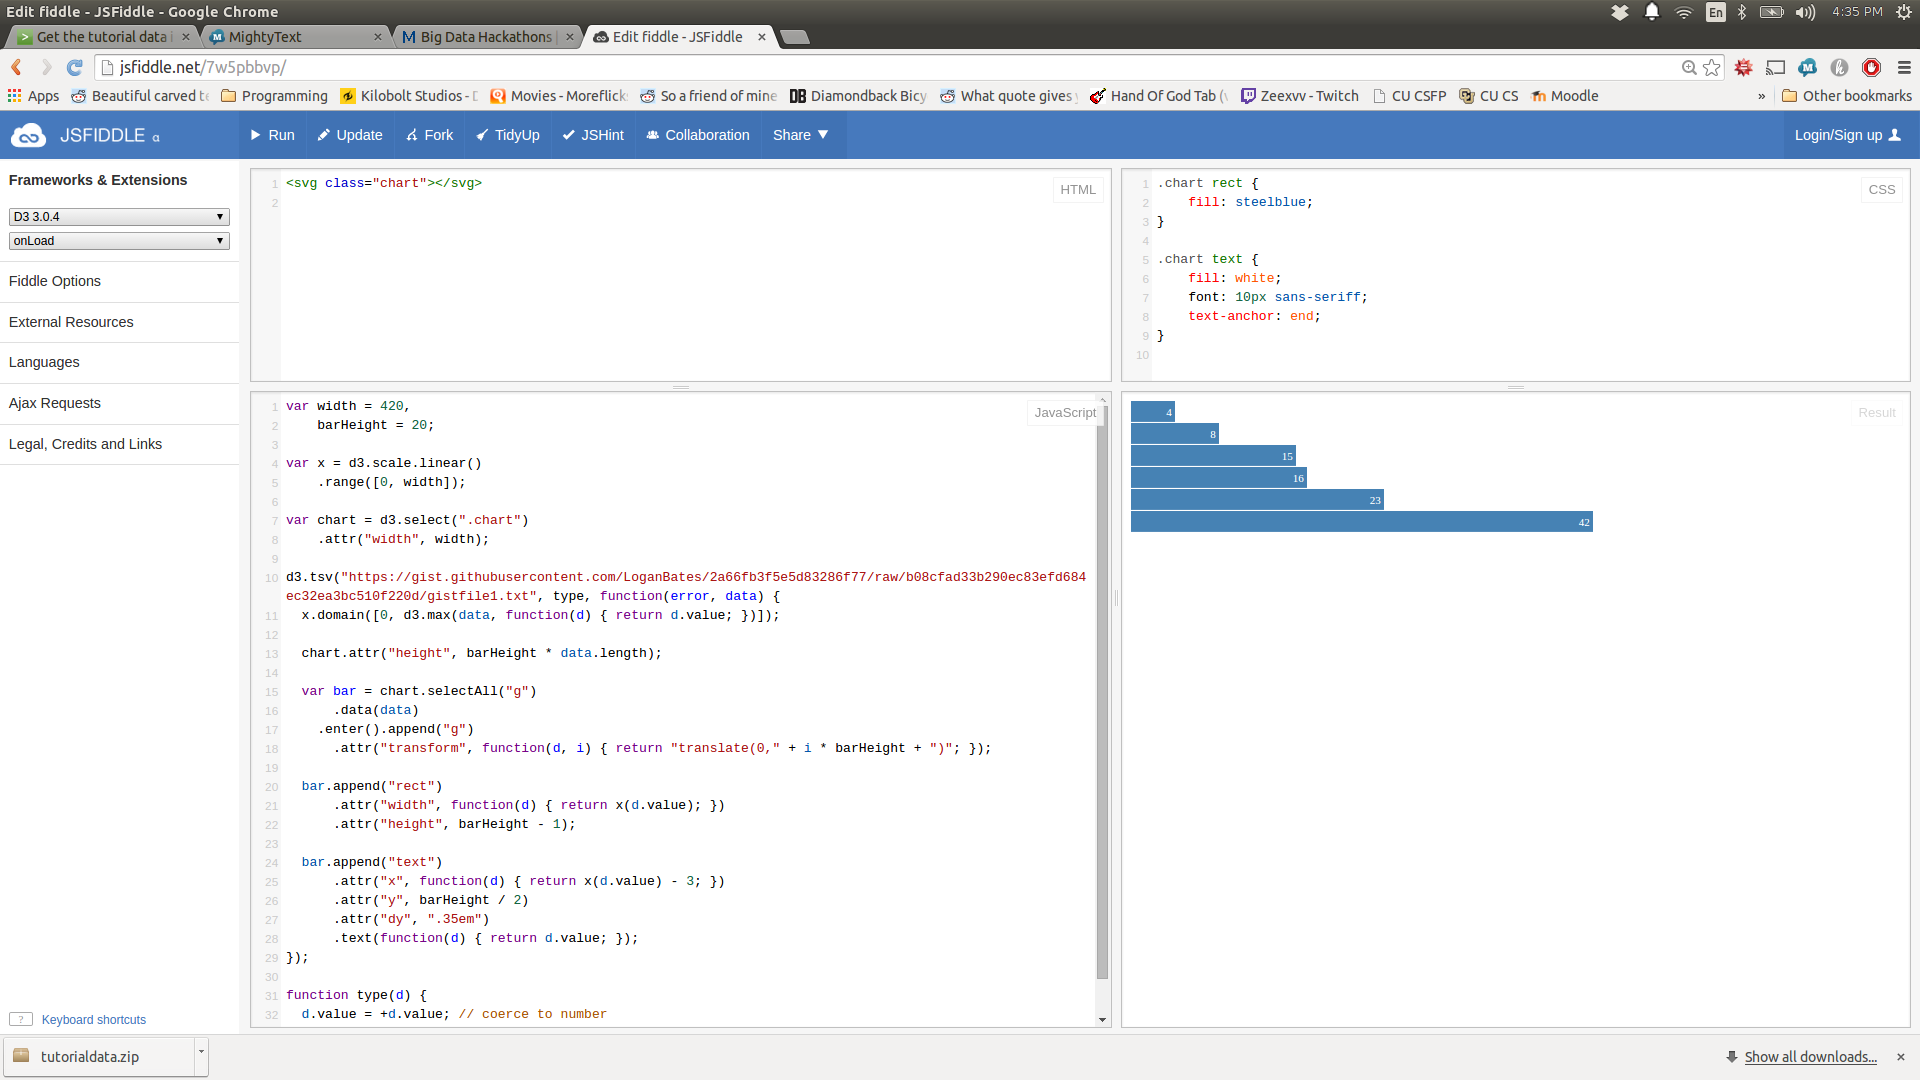 Edit fiddle - JSFiddle - Google Chrome
En
4:35 PM
Get the tutorial data i
MightyText
Big Data Hackathons |
Edit fiddle - JSFiddle
jsfiddle.net/7w5pbbvp/
Apps
Beautiful carved te
Programming
Kilobolt Studios - D
Movies - Moreflick
So a friend of mine
Diamondback Bicy
What quote gives y
Hand Of God Tab (v
Zeexvv - Twitch
CU CSFP
CU CS
Moodle
»
Other bookmarks
JSFIDDLE α
Run
Update
Fork
TidyUp
JSHint
Collaboration
Share
Login/Sign up
Frameworks & Extensions
D3 3.0.4
onLoad
Fiddle Options
External Resources
Languages
Ajax Requests
Legal, Credits and Links
? Keyboard shortcuts
HTML
1 <svg class="chart"></svg>
2
CSS
1 .chart rect {
2 fill: steelblue;
3 }
4
5 .chart text {
6 fill: white;
7 font: 10px sans-seriff;
8 text-anchor: end;
9 }
10
JavaScript
1 var width = 420,
2 barHeight = 20;
3
4 var x = d3.scale.linear()
5 .range([0, width]);
6
7 var chart = d3.select(".chart")
8 .attr("width", width);
9
10 d3.tsv("https://gist.githubusercontent.com/LoganBates/2a66fb3f5e5d83286f77/raw/b08cfad33b290ec83efd684
ec32ea3bc510f220d/gistfile1.txt", type, function(error, data) {
11 x.domain([0, d3.max(data, function(d) { return d.value; })]);
12
13 chart.attr("height", barHeight * data.length);
14
15 var bar = chart.selectAll("g")
16 .data(data)
17 .enter().append("g")
18 .attr("transform", function(d, i) { return "translate(0," + i * barHeight + ")"; });
19
20 bar.append("rect")
21 .attr("width", function(d) { return x(d.value); })
22 .attr("height", barHeight - 1);
23
24 bar.append("text")
25 .attr("x", function(d) { return x(d.value) - 3; })
26 .attr("y", barHeight / 2)
27 .attr("dy", ".35em")
28 .text(function(d) { return d.value; });
29 });
30
31 function type(d) {
32 d.value = +d.value; // coerce to number
Result
4
8
15
16
23
42
tutorialdata.zip
Show all downloads...